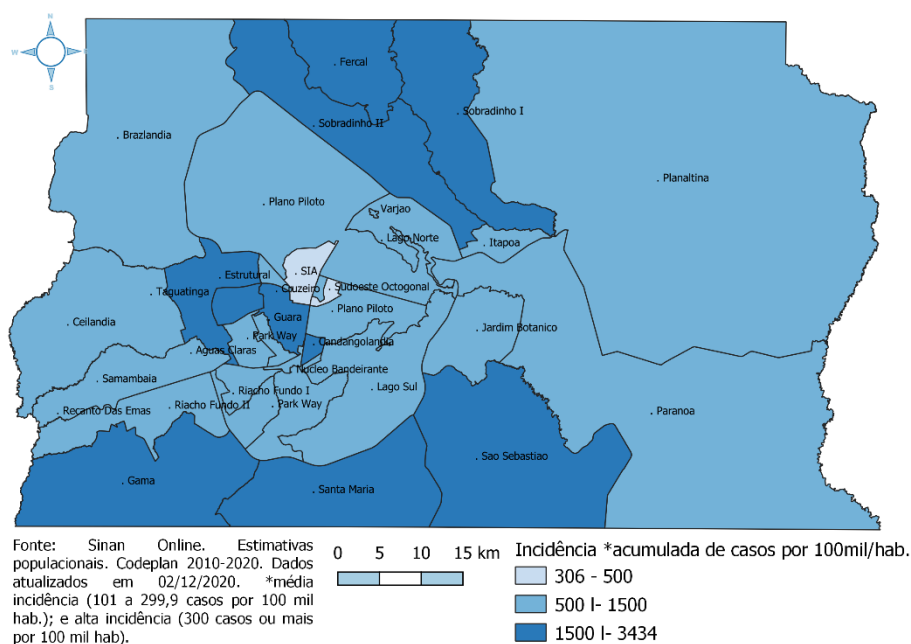 N
W
E
S
Fercal
Sobradinho I
Sobradinho II
Brazlandia
Planaltina
Plano Piloto
Varjao
Lago Norte
Itapoa
SIA
Estrutural
Cruzeiro
Sudoeste Octogonal
Taguatinga
Plano Piloto
Guara
Ceilandia
Jardim Botanico
Park Way
Candangolandia
Aguas Claras
Nucleo Bandeirante
Samambaia
Lago Sul
Riacho Fundo I
Recanto Das Emas
Riacho Fundo II
Park Way
Paranoa
Sao Sebastiao
Gama
Santa Maria
Fonte: Sinan Online. Estimativas
populacionais. Codeplan 2010-2020. Dados
atualizados em 02/12/2020. *média
incidência (101 a 299,9 casos por 100 mil
hab.); e alta incidência (300 casos ou mais
por 100 mil hab).
0 5 10 15 km
Incidência *acumulada de casos por 100mil/hab.
306 - 500
500 l- 1500
1500 l- 3434